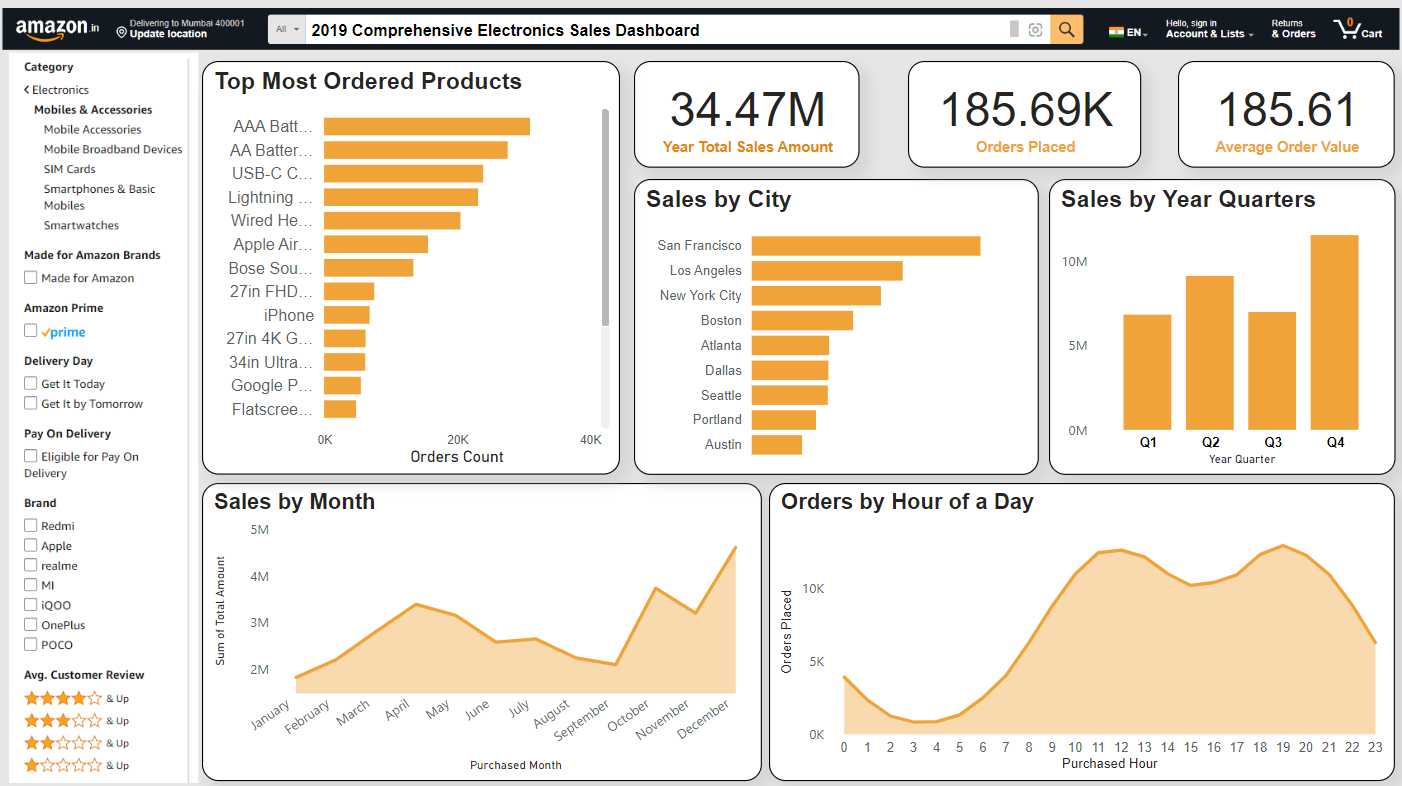 amazon.in
Delivering to Mumbai 400001
Update location
All
2019 Comprehensive Electronics Sales Dashboard
EN
Hello, sign in
Account & Lists
Returns
& Orders
0
Cart
Category
Electronics
Mobiles & Accessories
Mobile Accessories
Mobile Broadband Devices
SIM Cards
Smartphones & Basic
Mobiles
Smartwatches
Made for Amazon Brands
Made for Amazon
Amazon Prime
prime
Delivery Day
Get It Today
Get It by Tomorrow
Pay On Delivery
Eligible for Pay On
Delivery
Brand
Redmi
Apple
realme
MI
iQOO
OnePlus
POCO
Avg. Customer Review
& Up
& Up
& Up
& Up
Top Most Ordered Products
AAA Batt...
AA Batter...
USB-C C...
Lightning ...
Wired He...
Apple Air...
Bose Sou...
27in FHD...
iPhone
27in 4K G...
34in Ultra...
Google P...
Flatscree...
0K 20K 40K
Orders Count
34.47M
Year Total Sales Amount
185.69K
Orders Placed
185.61
Average Order Value
Sales by City
San Francisco
Los Angeles
New York City
Boston
Atlanta
Dallas
Seattle
Portland
Austin
Sales by Year Quarters
10M
5M
0M
Q1 Q2 Q3 Q4
Year Quarter
Sales by Month
5M
4M
3M
2M
Sum of Total Amount
January February March April May June July August September October November December
Purchased Month
Orders by Hour of a Day
10K
5K
0K
Orders Placed
0 1 2 3 4 5 6 7 8 9 10 11 12 13 14 15 16 17 18 19 20 21 22 23
Purchased Hour